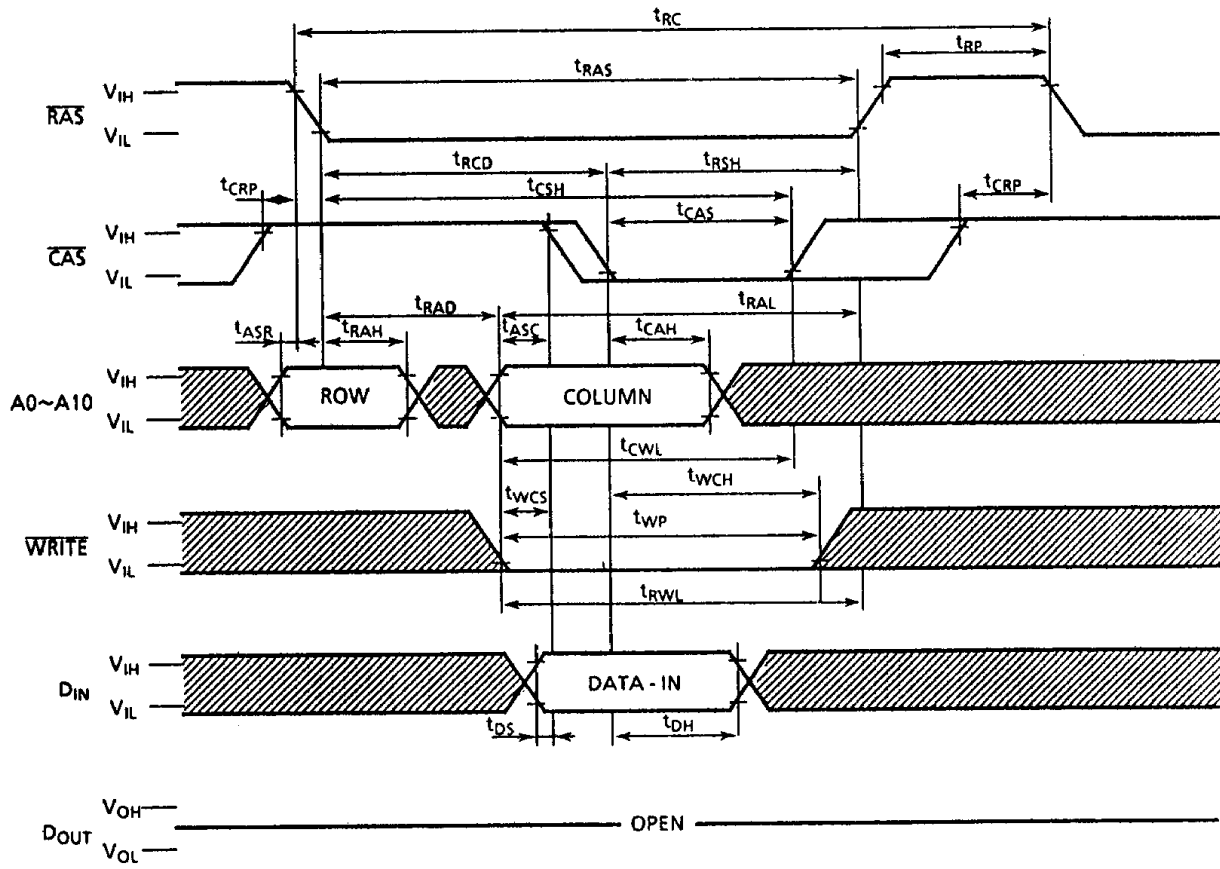 tRC
tRP
tRAS
VIH
RAS
VIL
tRCD
tRSH
tCRP
tCSH
tCRP
tCAS
VIH
CAS
VIL
tRAD
tRAL
tASR
tRAH
tASC
tCAH
VIH
A0~A10
ROW
COLUMN
VIL
tCWL
tWCH
tWCS
VIH
tWP
WRITE
VIL
tRWL
VIH
DIN
DATA - IN
VIL
tDS
tDH
VOH
DOUT
OPEN
VOL